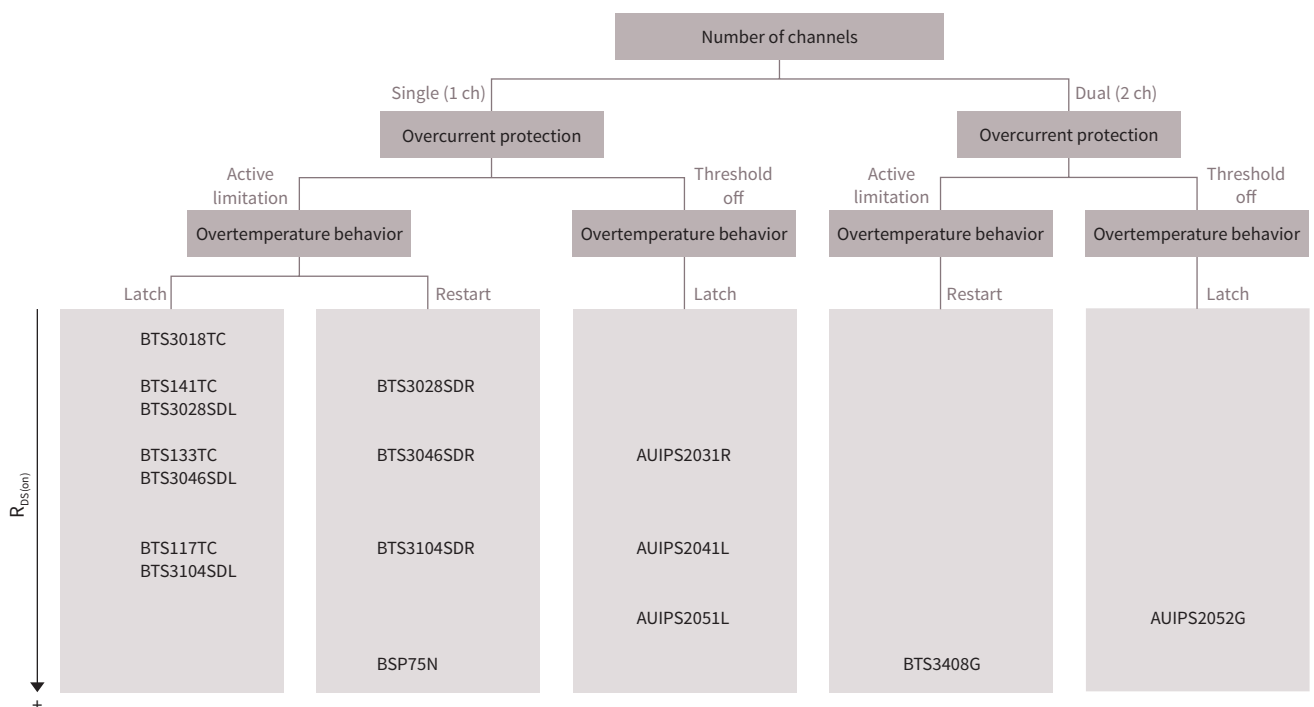 Number of channels
Single (1 ch)
Dual (2 ch)
Overcurrent protection
Overcurrent protection
Active
limitation
Threshold
off
Active
limitation
Threshold
off
Overtemperature behavior
Overtemperature behavior
Overtemperature behavior
Overtemperature behavior
Latch
Restart
Latch
Restart
Latch
BTS3018TC
BTS141TC
BTS3028SDL
BTS133TC
BTS3046SDL
BTS117TC
BTS3104SDL
BTS3028SDR
BTS3046SDR
BTS3104SDR
BSP75N
AUIPS2031R
AUIPS2041L
AUIPS2051L
BTS3408G
AUIPS2052G
RDS(on)
+